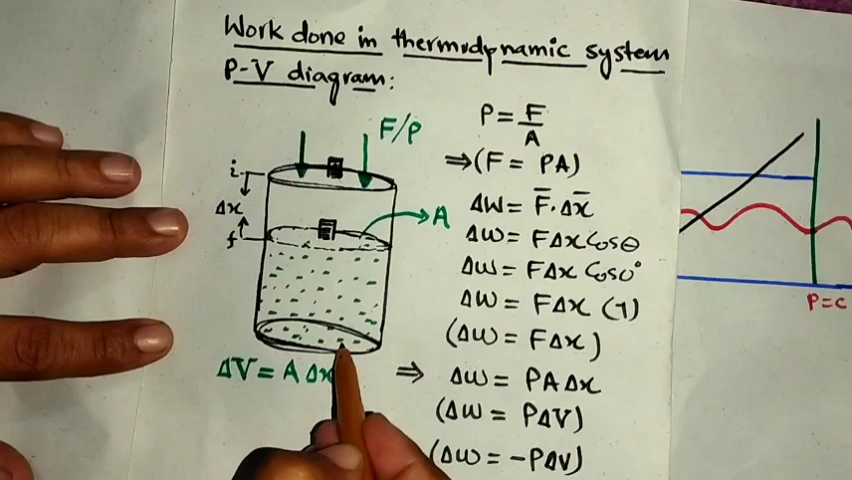 Work done in thermodynamic system
P-V diagram:
F/P
i
Δx
f
A
ΔV = A Δx
P = F/A
⇒ (F = PA)
ΔW = F̅ · Δx̅
ΔW = FΔx Cosθ
ΔW = FΔx Cos0°
ΔW = FΔx (1)
(ΔW = FΔx)
⇒ ΔW = PAΔx
(ΔW = PΔV)
(ΔW = -PΔV)
P=C